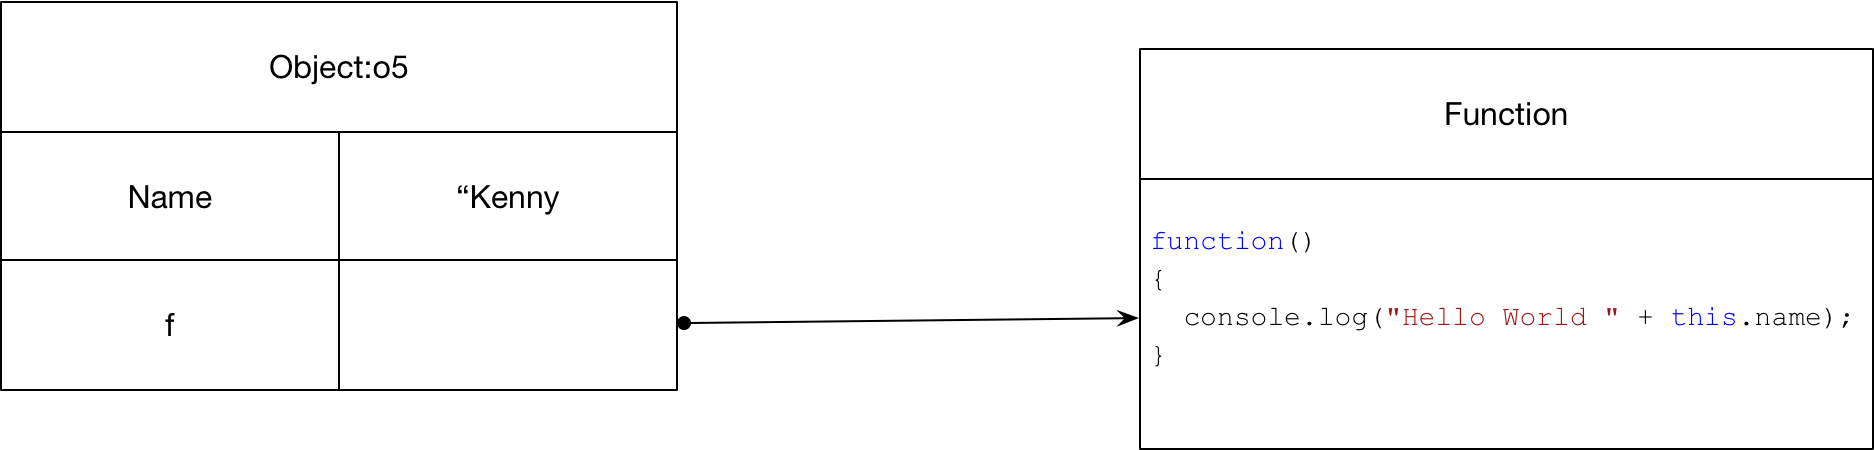 Object:o5
Name “Kenny
f
Function
function()
{
  console.log("Hello World " + this.name);
}